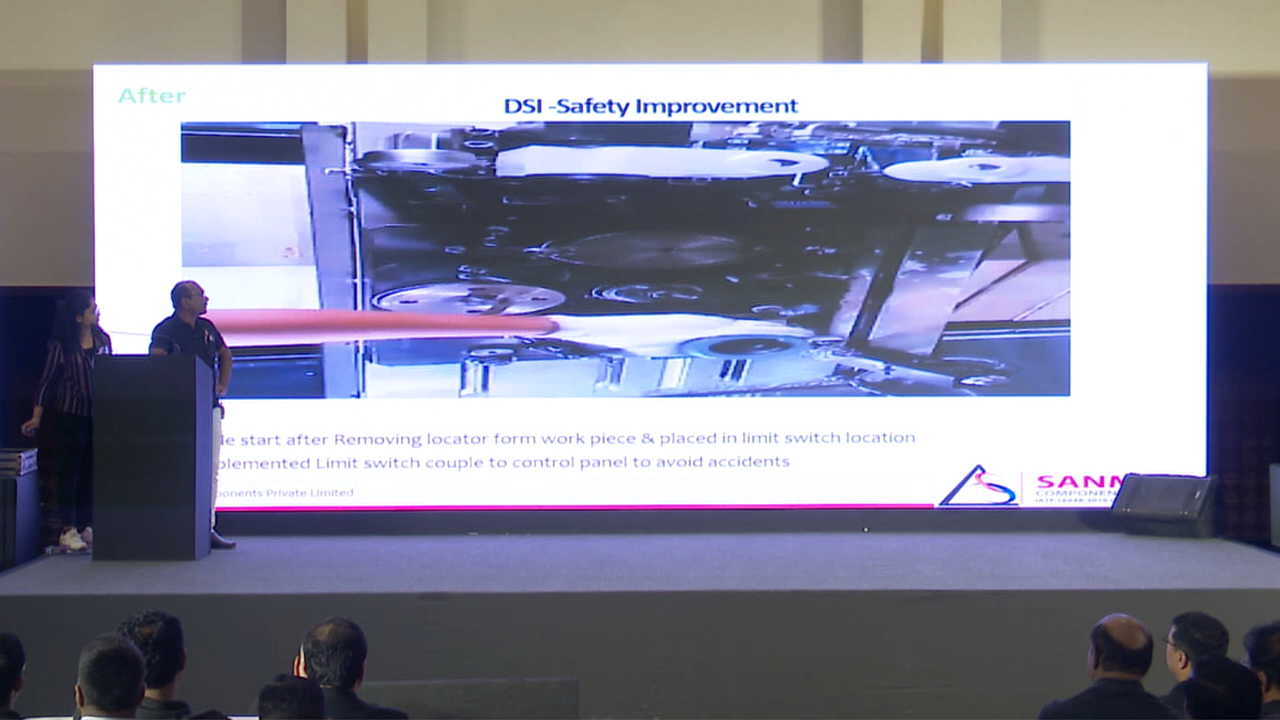 After
DSI -Safety Improvement
le start after Removing locator form work piece & placed in limit switch location
plemented Limit switch couple to control panel to avoid accidents
ponents Private Limited
SANM
COMPONEN